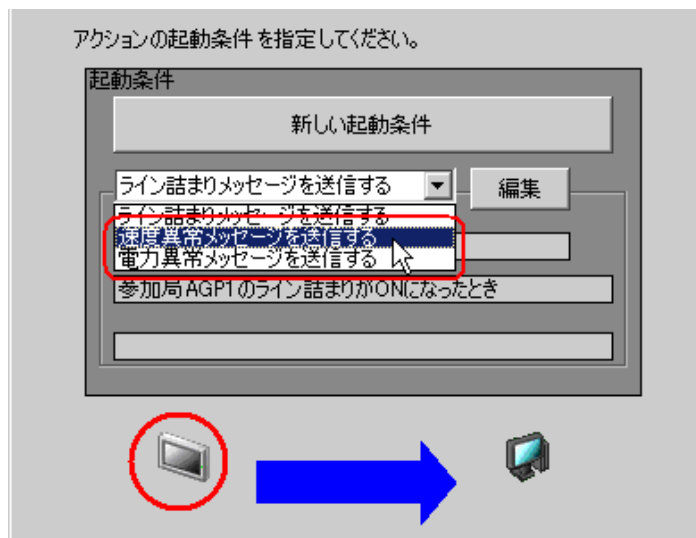 アクションの起動条件を指定してください。
起動条件
新しい起動条件
ライン詰まりメッセージを送信する
編集
ライン詰まりメッセージを送信する
速度異常メッセージを送信する
電力異常メッセージを送信する
参加局AGP1のライン詰まりがONになったとき